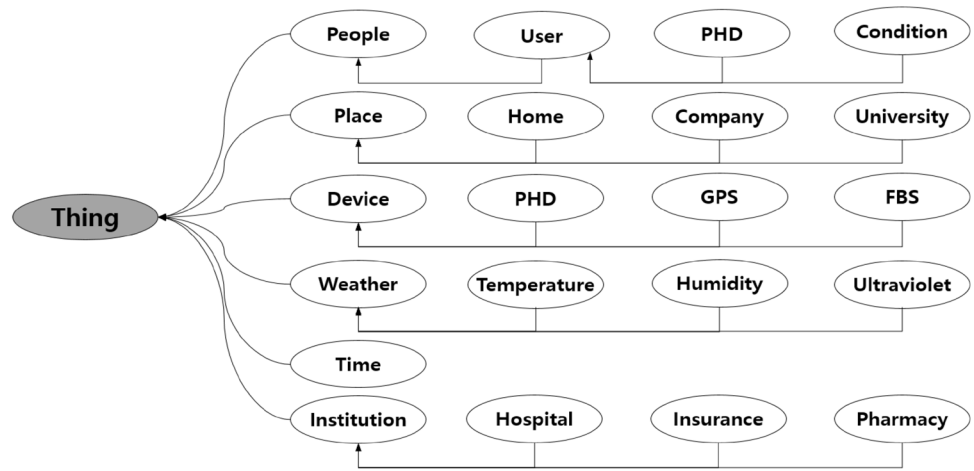 People User PHD Condition
Place Home Company University
Thing
Device PHD GPS FBS
Weather Temperature Humidity Ultraviolet
Time
Institution Hospital Insurance Pharmacy